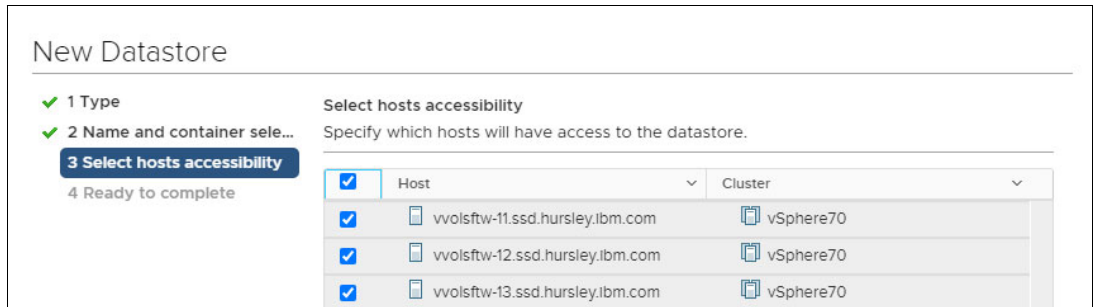 New Datastore
1 Type
2 Name and container sele...
3 Select hosts accessibility
4 Ready to complete
Select hosts accessibility
Specify which hosts will have access to the datastore.
Host Cluster
vvolsftw-11.ssd.hursley.ibm.com vSphere70
vvolsftw-12.ssd.hursley.ibm.com vSphere70
vvolsftw-13.ssd.hursley.ibm.com vSphere70